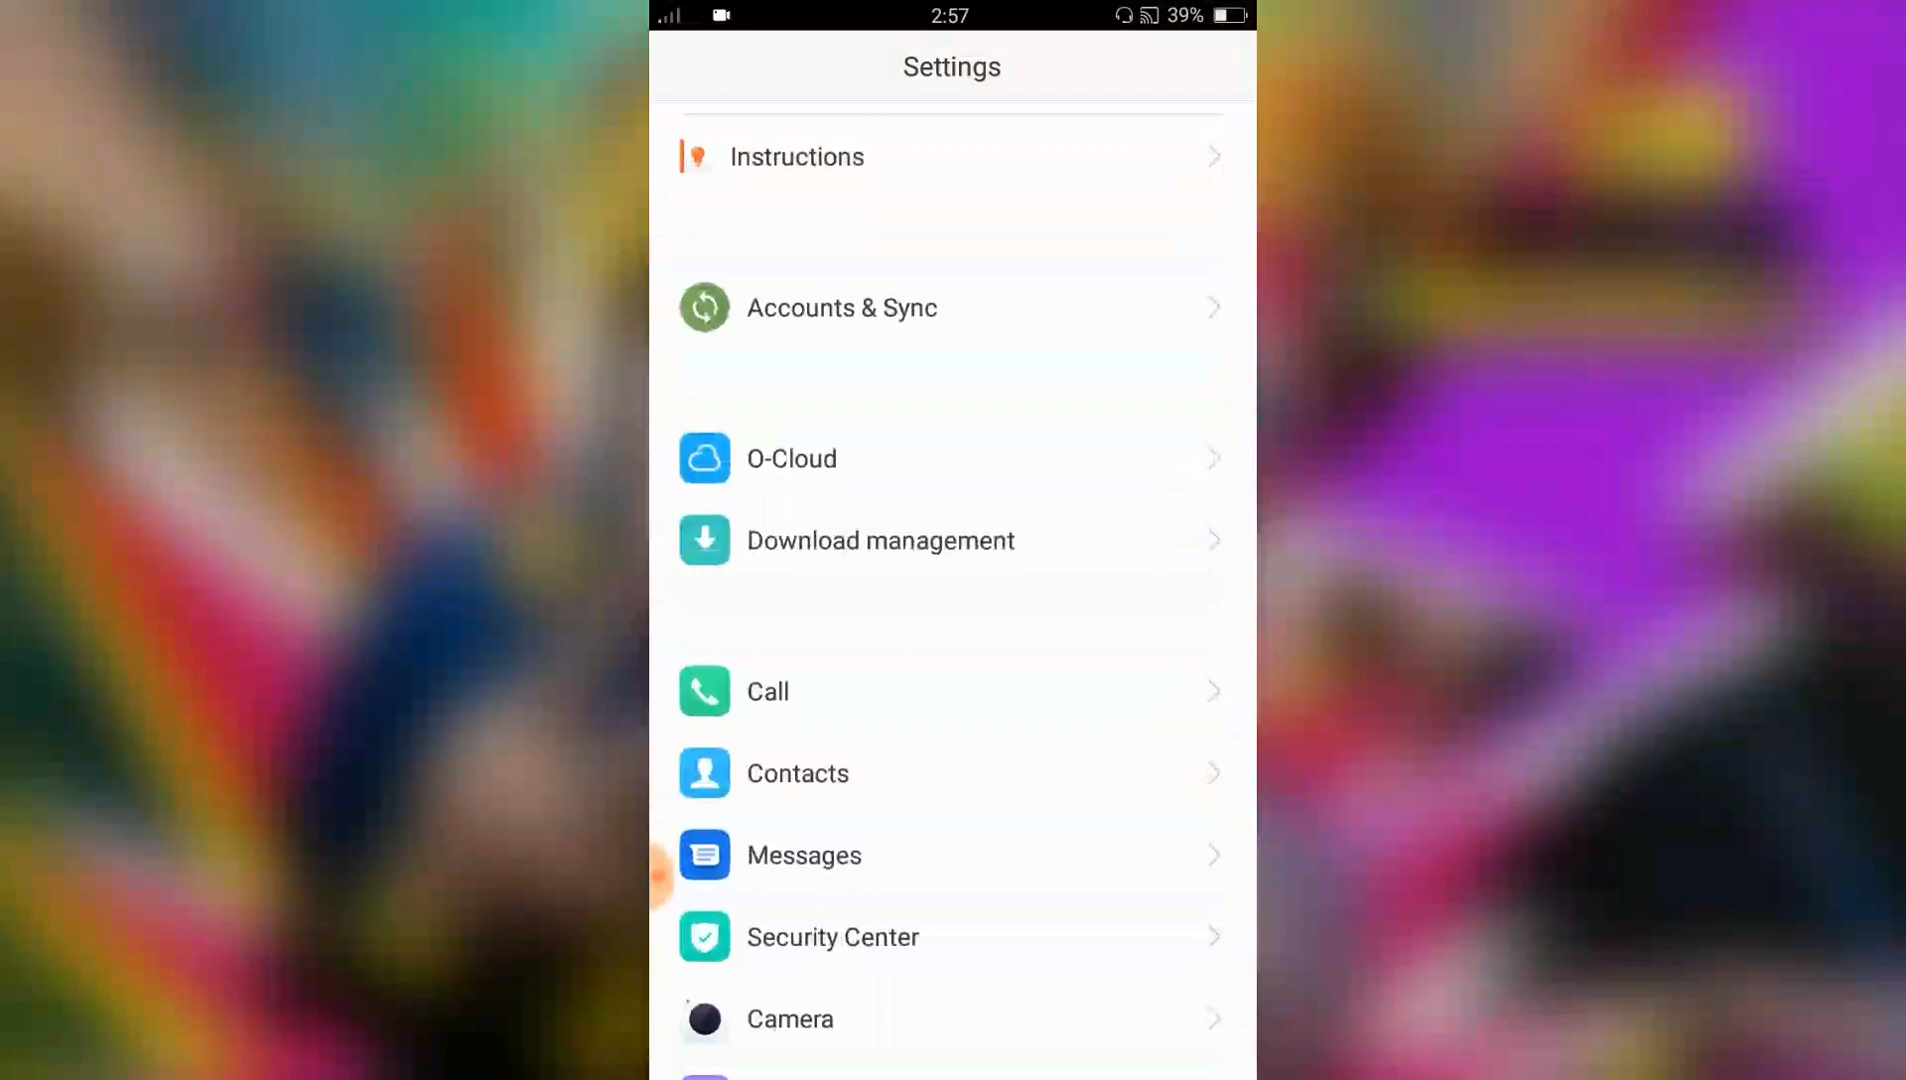 2:57
39%
Settings
Instructions
Accounts & Sync
O-Cloud
Download management
Call
Contacts
Messages
Security Center
Camera